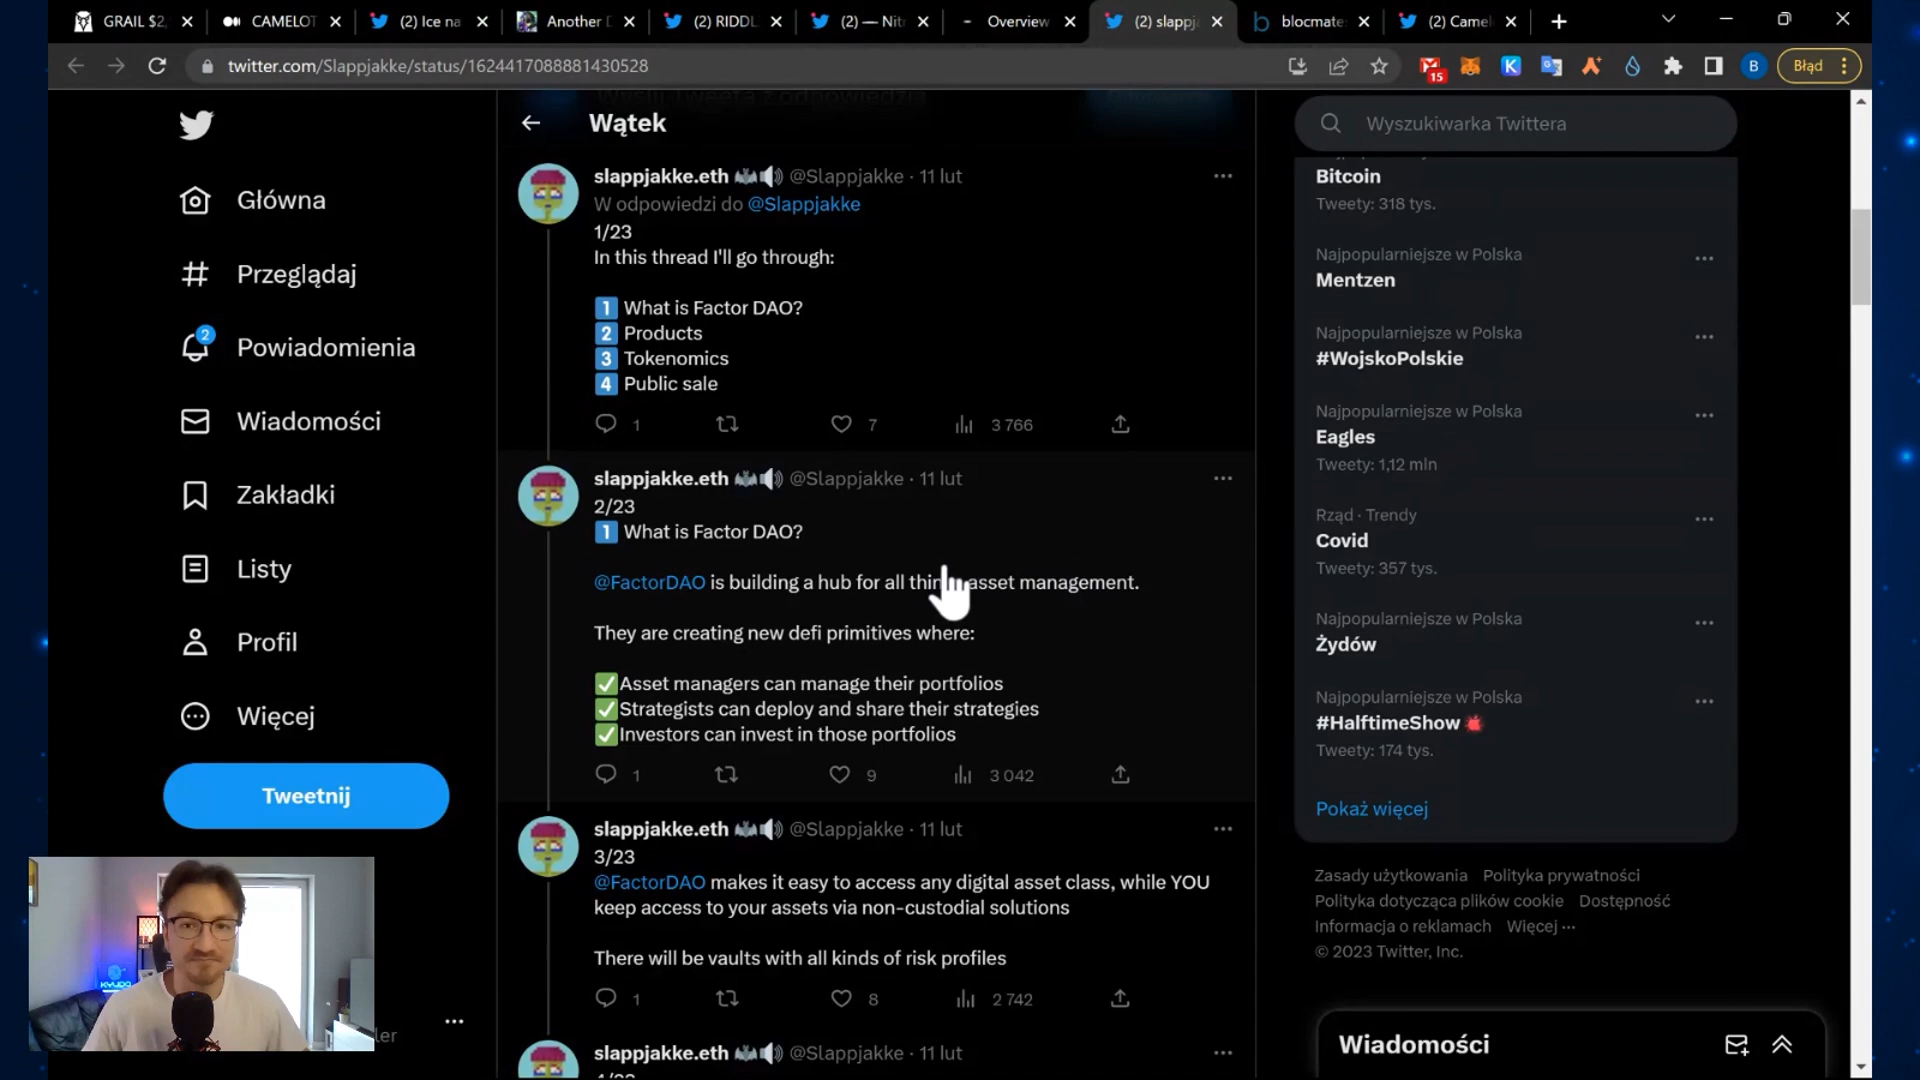 GRAIL $2,
CAMELOT
(2) Ice na
Another D
(2) RIDDL
(2) — Nit
Overview
(2) slappj
blocmate
(2) Came
twitter.com/Slappjakke/status/1624417088881430528
15
B
Błąd
Główna
Przeglądaj
2
Powiadomienia
Wiadomości
Zakładki
Listy
Profil
Więcej
Tweetnij
Wyślij Tweeta z odpowiedzią
Wątek
slappjakke.eth @Slappjakke · 11 lut
W odpowiedzi do @Slappjakke
1/23
In this thread I'll go through:
1 What is Factor DAO?
2 Products
3 Tokenomics
4 Public sale
1 7 3 766
slappjakke.eth @Slappjakke · 11 lut
2/23
1 What is Factor DAO?
@FactorDAO is building a hub for all asset management.
They are creating new defi primitives where:
✅Asset managers can manage their portfolios
✅Strategists can deploy and share their strategies
✅Investors can invest in those portfolios
1 9 3 042
slappjakke.eth @Slappjakke · 11 lut
3/23
@FactorDAO makes it easy to access any digital asset class, while YOU
keep access to your assets via non-custodial solutions
There will be vaults with all kinds of risk profiles
1 8 2 742
slappjakke.eth @Slappjakke · 11 lut
Wyszukiwarka Twittera
Bitcoin
Tweety: 318 tys.
Najpopularniejsze w Polska
Mentzen
Najpopularniejsze w Polska
#WojskoPolskie
Najpopularniejsze w Polska
Eagles
Tweety: 1,12 mln
Rząd · Trendy
Covid
Tweety: 357 tys.
Najpopularniejsze w Polska
Żydów
Najpopularniejsze w Polska
#HalftimeShow
Tweety: 174 tys.
Pokaż więcej
Zasady użytkowania Polityka prywatności
Polityka dotycząca plików cookie Dostępność
Informacja o reklamach Więcej ···
© 2023 Twitter, Inc.
Wiadomości
KYUDO
ler